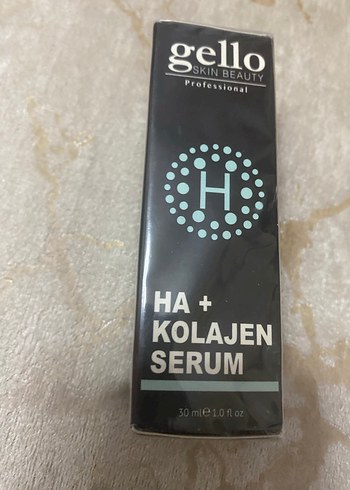 gello
SKIN BEAUTY
Professional
H
HA +
KOLAJEN
SERUM
30 ml℮ 1.0 fl oz